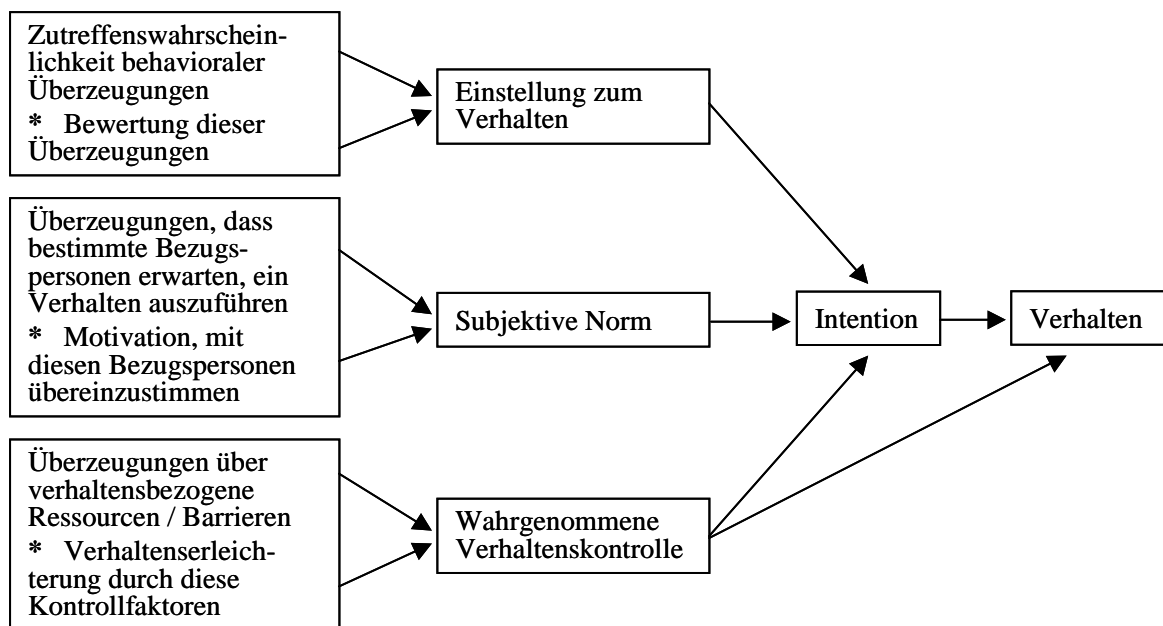 Zutreffenswahrschein-
lichkeit behavioraler
Überzeugungen
* Bewertung dieser
Überzeugungen
Einstellung zum
Verhalten
Überzeugungen, dass
bestimmte Bezugs-
personen erwarten, ein
Verhalten auszuführen
* Motivation, mit
diesen Bezugspersonen
übereinzustimmen
Subjektive Norm
Intention
Verhalten
Überzeugungen über
verhaltensbezogene
Ressourcen / Barrieren
* Verhaltenserleich-
terung durch diese
Kontrollfaktoren
Wahrgenommene
Verhaltenskontrolle